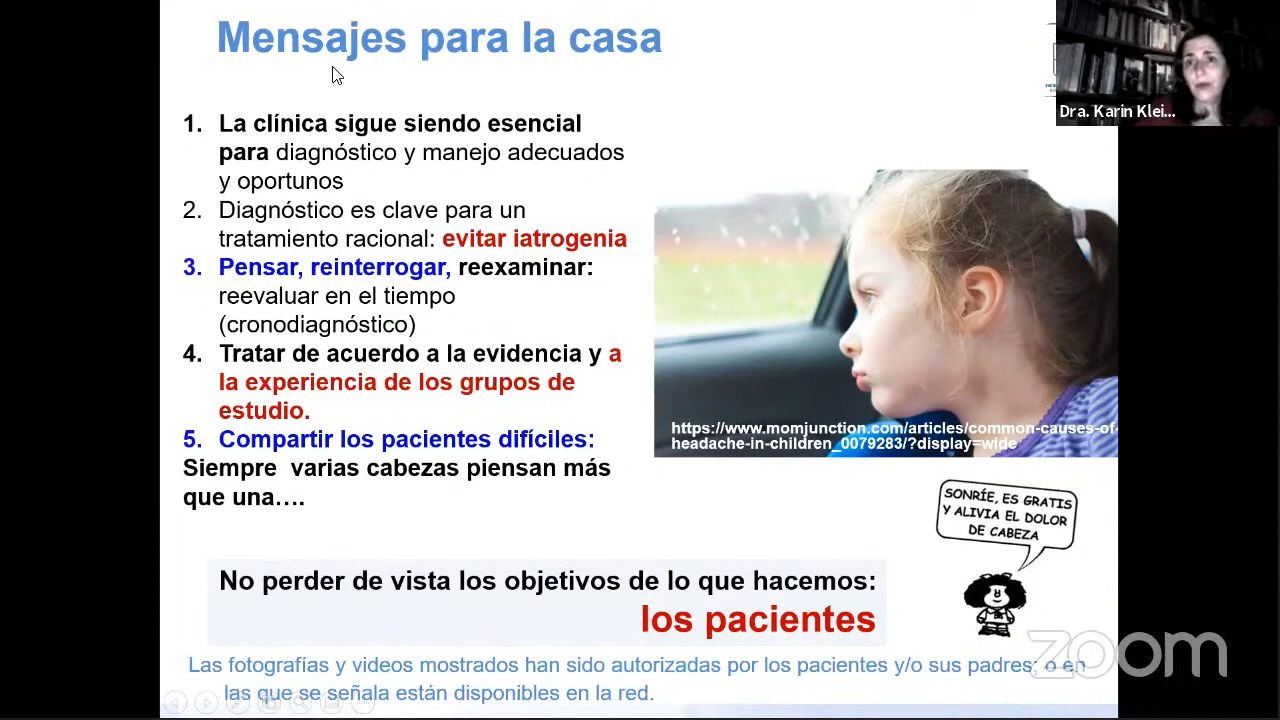 Mensajes para la casa
Dra. Karin Klei...
1. La clínica sigue siendo esencial
para diagnóstico y manejo adecuados
y oportunos
2. Diagnóstico es clave para un
tratamiento racional: evitar iatrogenia
3. Pensar, reinterrogar, reexaminar:
reevaluar en el tiempo
(cronodiagnóstico)
4. Tratar de acuerdo a la evidencia y a
la experiencia de los grupos de
estudio.
5. Compartir los pacientes difíciles:
Siempre varias cabezas piensan más
que una….
https://www.momjunction.com/articles/common-causes-of-
headache-in-children_0079283/?display=wide
SONRÍE, ES GRATIS
Y ALIVIA EL DOLOR
DE CABEZA
No perder de vista los objetivos de lo que hacemos:
los pacientes
zoom
Las fotografías y videos mostrados han sido autorizadas por los pacientes y/o sus padres; o en
las que se señala están disponibles en la red.